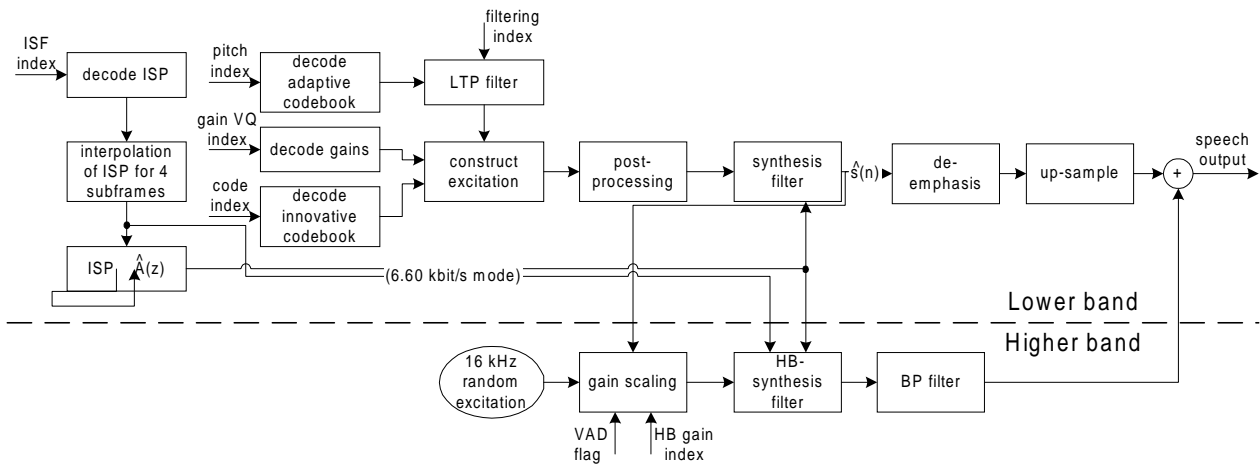 filtering
index
ISF
index
pitch
index
decode ISP
decode
adaptive
codebook
LTP filter
gain VQ
index
decode gains
interpolation
of ISP for 4
subframes
construct
excitation
post-
processing
synthesis
filter
ŝ(n)
de-
emphasis
up-sample
+
speech
output
code
index
decode
innovative
codebook
ISP Â(z)
(6.60 kbit/s mode)
Lower band
Higher band
16 kHz
random
excitation
gain scaling
HB-
synthesis
filter
BP filter
VAD
flag
HB gain
index